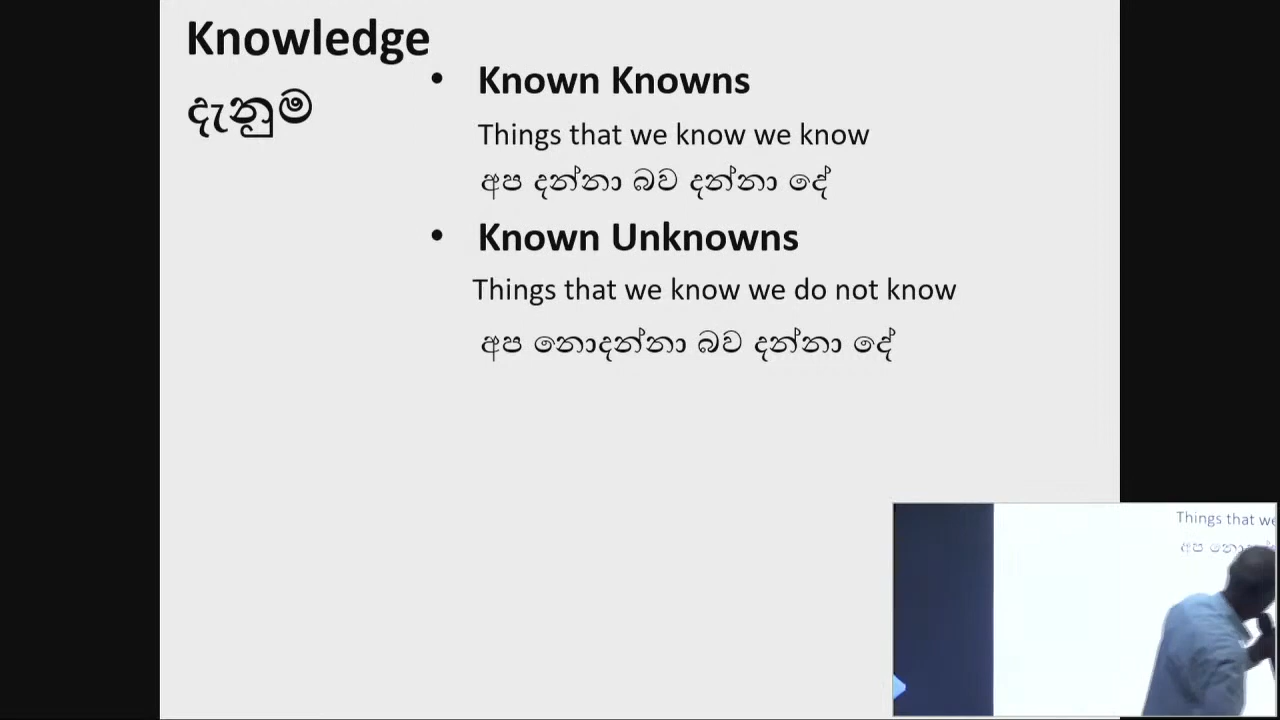 Knowledge
දැනුම
• Known Knowns
Things that we know we know
අප දන්නා බව දන්නා දේ
• Known Unknowns
Things that we know we do not know
අප නොදන්නා බව දන්නා දේ
Things that we
අප